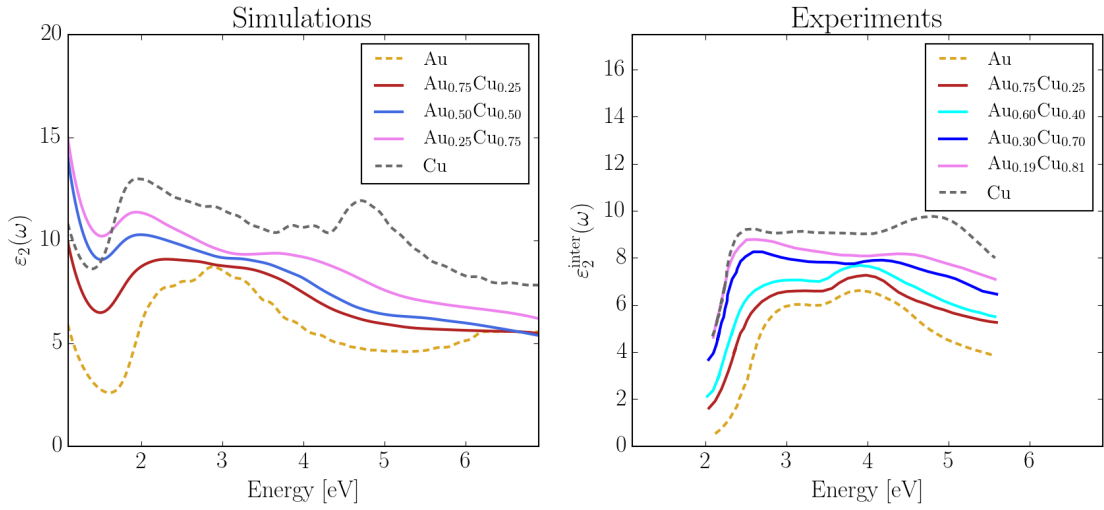 Simulations
20
15
10
5
0
2
3
4
5
6
ε₂(ω)
Energy [eV]
Au
Au₀.₇₅Cu₀.₂₅
Au₀.₅₀Cu₀.₅₀
Au₀.₂₅Cu₀.₇₅
Cu
Experiments
16
14
12
10
8
6
4
2
0
2
3
4
5
6
ε₂ⁱⁿᵗᵉʳ(ω)
Energy [eV]
Au
Au₀.₇₅Cu₀.₂₅
Au₀.₆₀Cu₀.₄₀
Au₀.₃₀Cu₀.₇₀
Au₀.₁₉Cu₀.₈₁
Cu